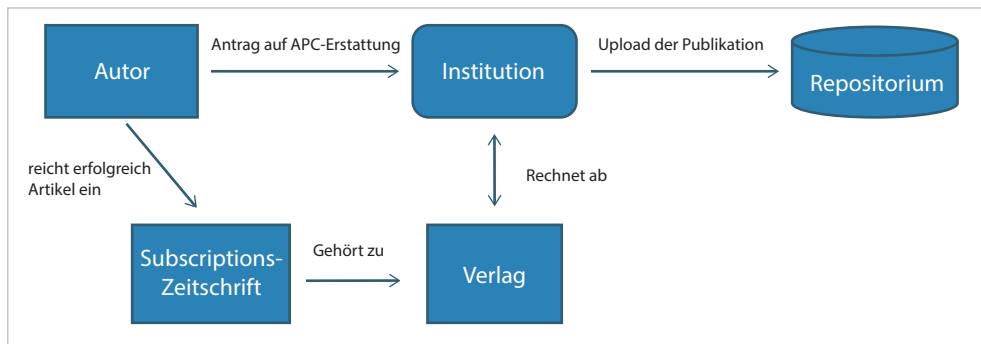 Autor
Antrag auf APC-Erstattung
Institution
Upload der Publikation
Repositorium
reicht erfolgreich
Artikel ein
Rechnet ab
Subscriptions-
Zeitschrift
Gehört zu
Verlag